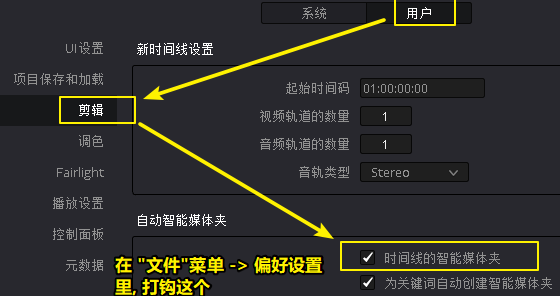 系统
用户
UI设置
新时间线设置
项目保存和加载
起始时间码
01:00:00:00
剪辑
视频轨道的数量
1
调色
音频轨道的数量
1
Fairlight
音轨类型
Stereo
播放设置
自动智能媒体夹
控制面板
时间线的智能媒体夹
元数据
为关键词自动创建智能媒体夹
在 "文件"菜单 -> 偏好设置
里, 打钩这个